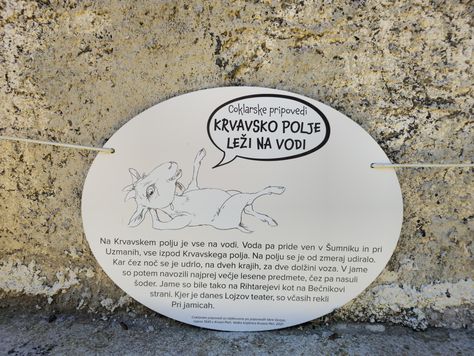 Coklarske pripovedi
KRVAVSKO POLJE
LEŽI NA VODI
Na Krvavskem polju je vse na vodi. Voda pa pride ven v Šumniku in pri
Uzmanih, vse izpod Krvavskega polja. Na polju se je od zmeraj udiralo.
Kar čez noč se je udrlo, na dveh krajih, za dve dolžini voza. V jame
so potem navozili najprej večje lesene predmete, čez pa nasuli
šoder. Jame so bile tako na Rihtarejevi kot na Bečnikovi
strani. Kjer je danes Lojzov teater, so včasih rekli
Pri jamicah.